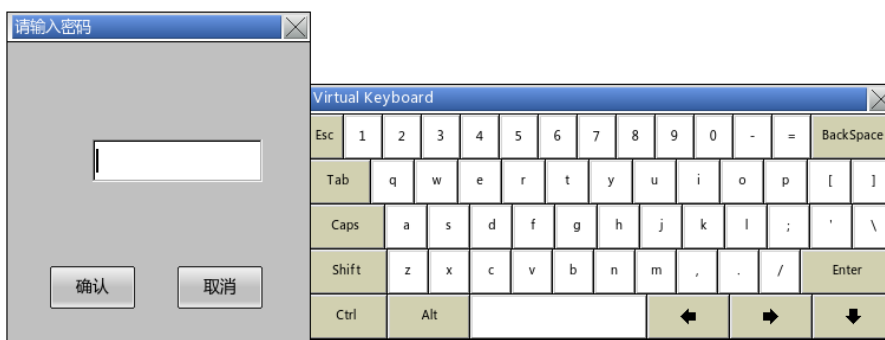 请输入密码
确认 取消
Virtual Keyboard
Esc 1 2 3 4 5 6 7 8 9 0 - = BackSpace
Tab q w e r t y u i o p [ ]
Caps a s d f g h j k l ; ' \
Shift z x c v b n m , . / Enter
Ctrl Alt